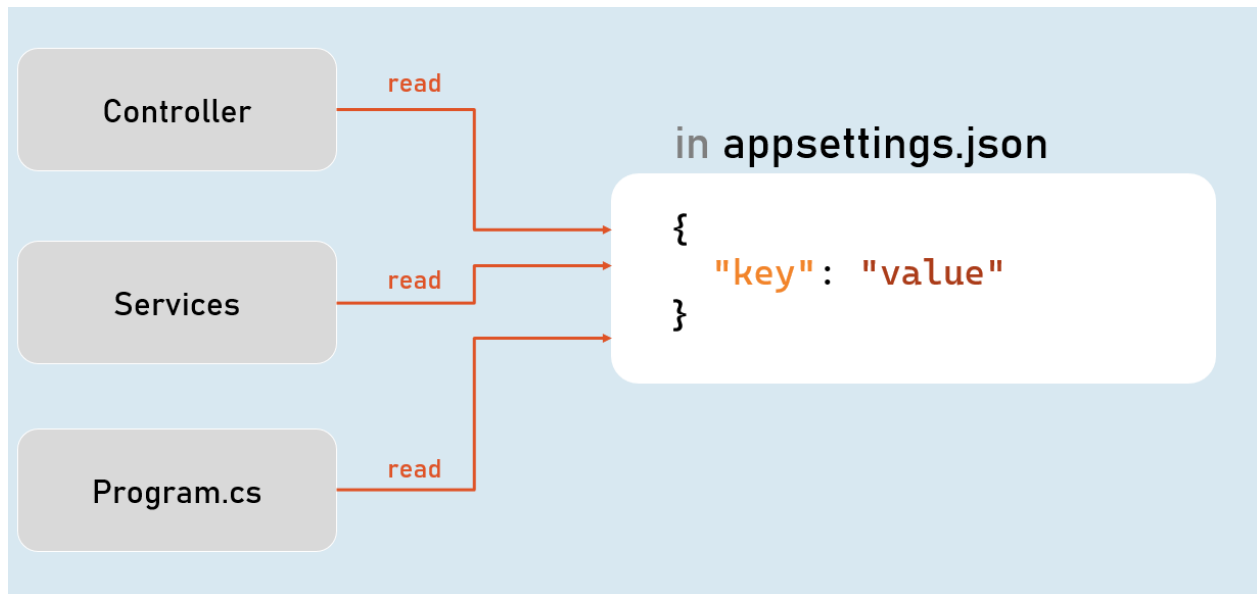 Controller
read
Services
read
Program.cs
read
in appsettings.json
{
"key": "value"
}